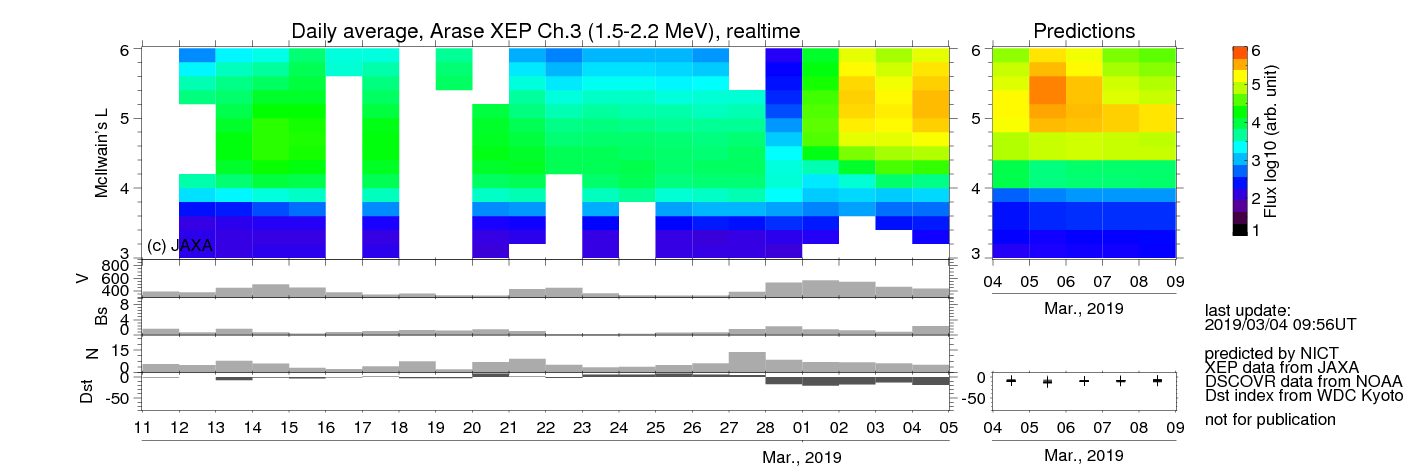 Daily average, Arase XEP Ch.3 (1.5-2.2 MeV), realtime
Predictions
McIlwain's L
6
5
4
3
(c) JAXA
6
5
4
3
6
5
4
3
2
1
Flux log10 (arb. unit)
V
800
600
400
Bs
8
4
0
N
15
0
Dst
0
-50
11 12 13 14 15 16 17 18 19 20 21 22 23 24 25 26 27 28 01 02 03 04 05
Mar., 2019
04 05 06 07 08 09
Mar., 2019
0
-50
04 05 06 07 08 09
Mar., 2019
last update:
2019/03/04 09:56UT
predicted by NICT
XEP data from JAXA
DSCOVR data from NOAA
Dst index from WDC Kyoto
not for publication